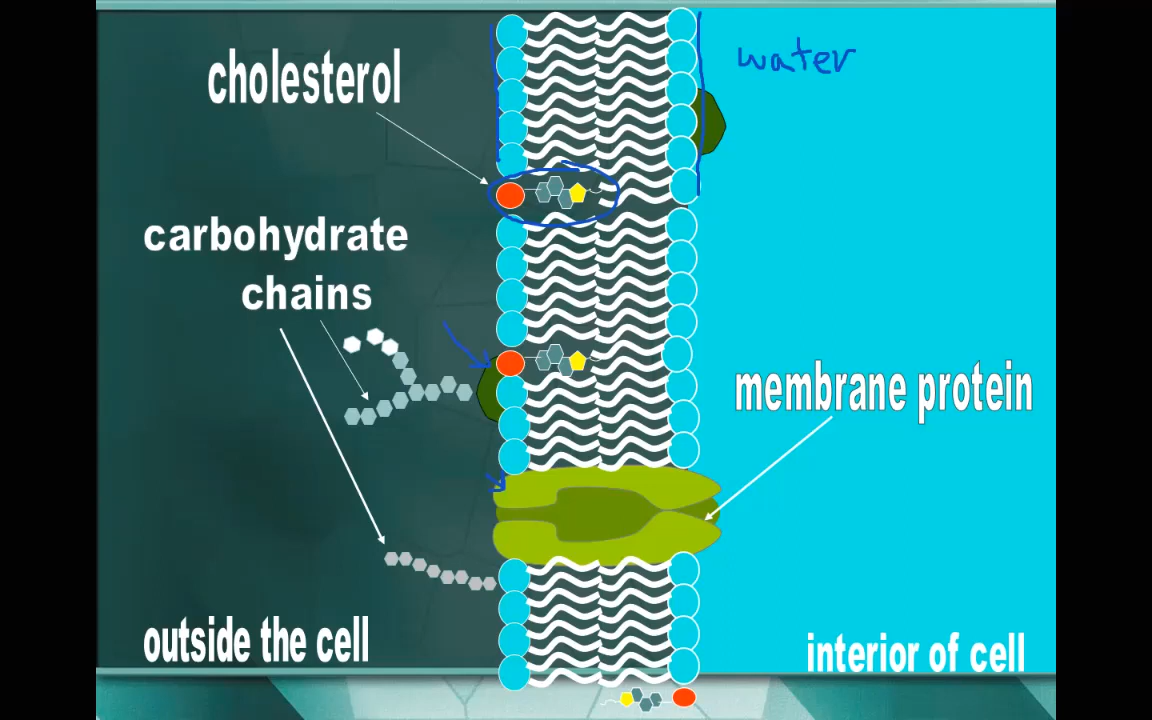 cholesterol
water
carbohydrate
chains
membrane protein
outside the cell
interior of cell